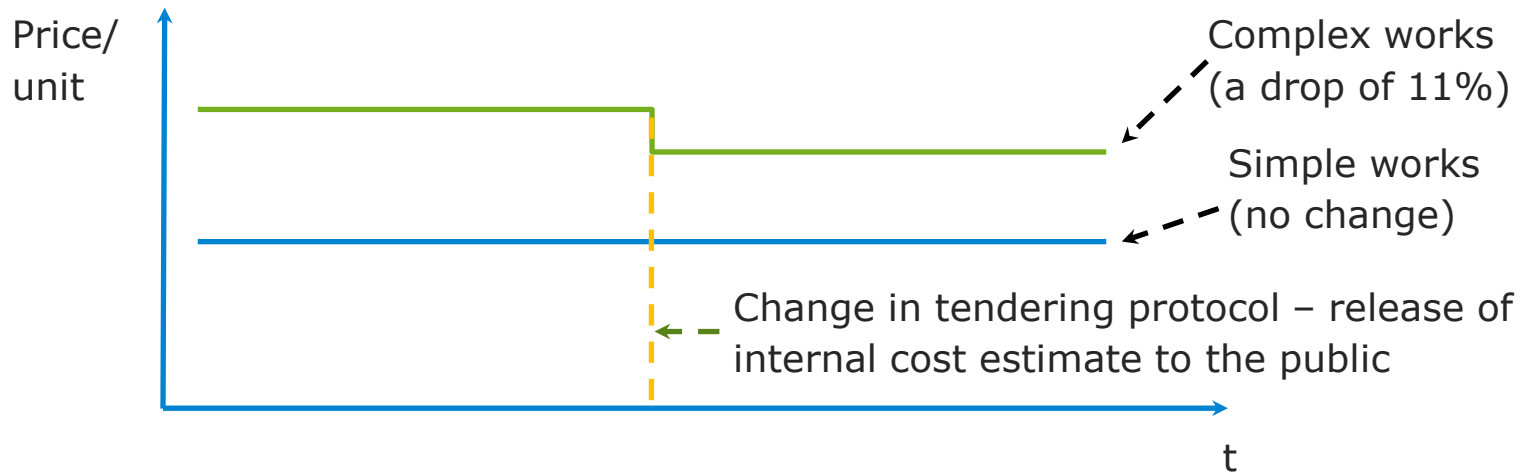 Price/
unit
Complex works
(a drop of 11%)
Simple works
(no change)
Change in tendering protocol – release of
internal cost estimate to the public
t